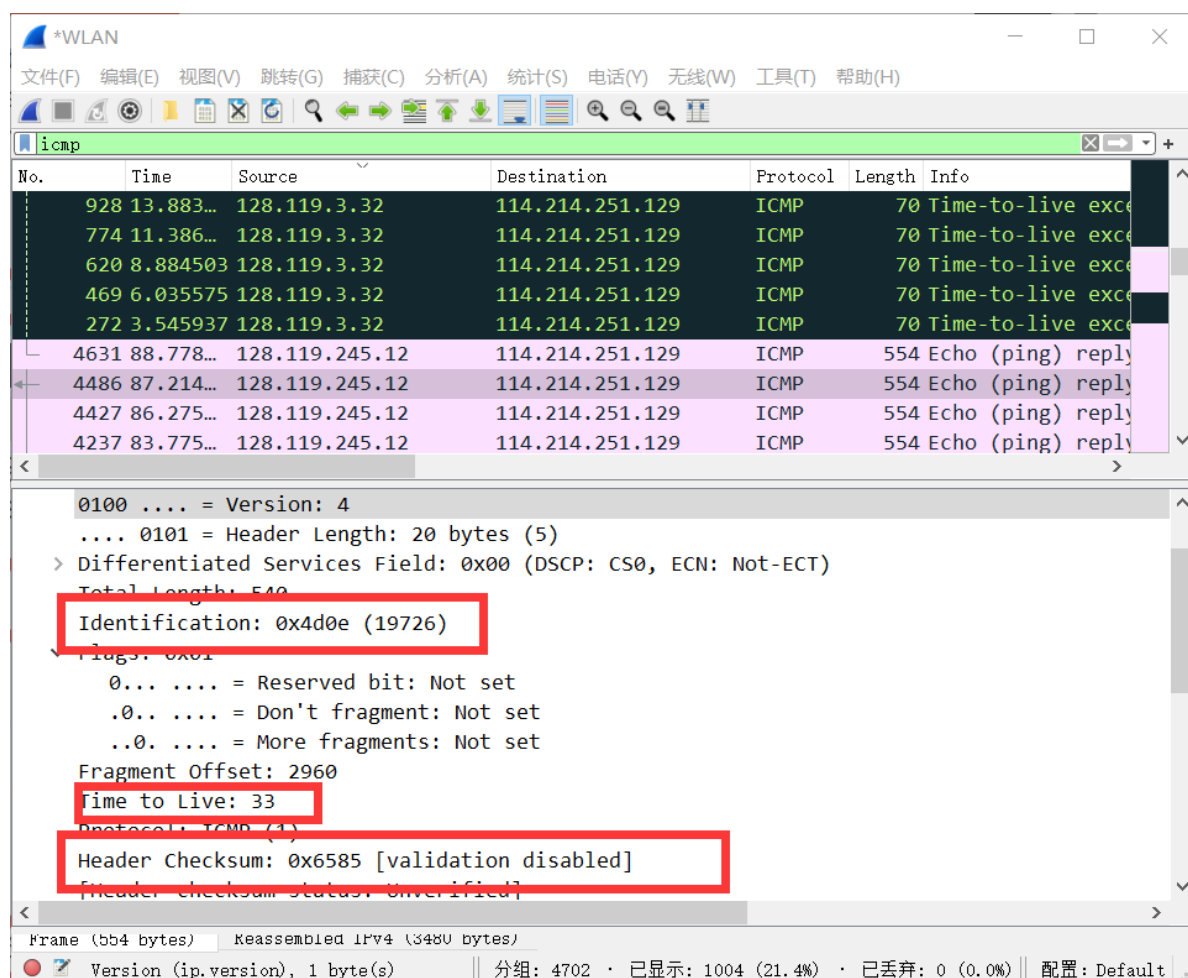 *WLAN
文件(F) 编辑(E) 视图(V) 跳转(G) 捕获(C) 分析(A) 统计(S) 电话(Y) 无线(W) 工具(T) 帮助(H)
icmp
No. Time Source Destination Protocol Length Info
928 13.883… 128.119.3.32 114.214.251.129 ICMP 70 Time-to-live exce
774 11.386… 128.119.3.32 114.214.251.129 ICMP 70 Time-to-live exce
620 8.884503 128.119.3.32 114.214.251.129 ICMP 70 Time-to-live exce
469 6.035575 128.119.3.32 114.214.251.129 ICMP 70 Time-to-live exce
272 3.545937 128.119.3.32 114.214.251.129 ICMP 70 Time-to-live exce
4631 88.778… 128.119.245.12 114.214.251.129 ICMP 554 Echo (ping) reply
4486 87.214… 128.119.245.12 114.214.251.129 ICMP 554 Echo (ping) reply
4427 86.275… 128.119.245.12 114.214.251.129 ICMP 554 Echo (ping) reply
4237 83.775… 128.119.245.12 114.214.251.129 ICMP 554 Echo (ping) reply
0100 .... = Version: 4
.... 0101 = Header Length: 20 bytes (5)
Differentiated Services Field: 0x00 (DSCP: CS0, ECN: Not-ECT)
Total Length: 540
Identification: 0x4d0e (19726)
Flags: 0x01
0... .... = Reserved bit: Not set
.0.. .... = Don't fragment: Not set
..0. .... = More fragments: Not set
Fragment Offset: 2960
Time to Live: 33
Protocol: ICMP (1)
Header Checksum: 0x6585 [validation disabled]
[Header checksum status: Unverified]
Frame (554 bytes) Reassembled IPv4 (3480 bytes)
Version (ip.version), 1 byte(s) 分组: 4702 · 已显示: 1004 (21.4%) · 已丢弃: 0 (0.0%) 配置: Default